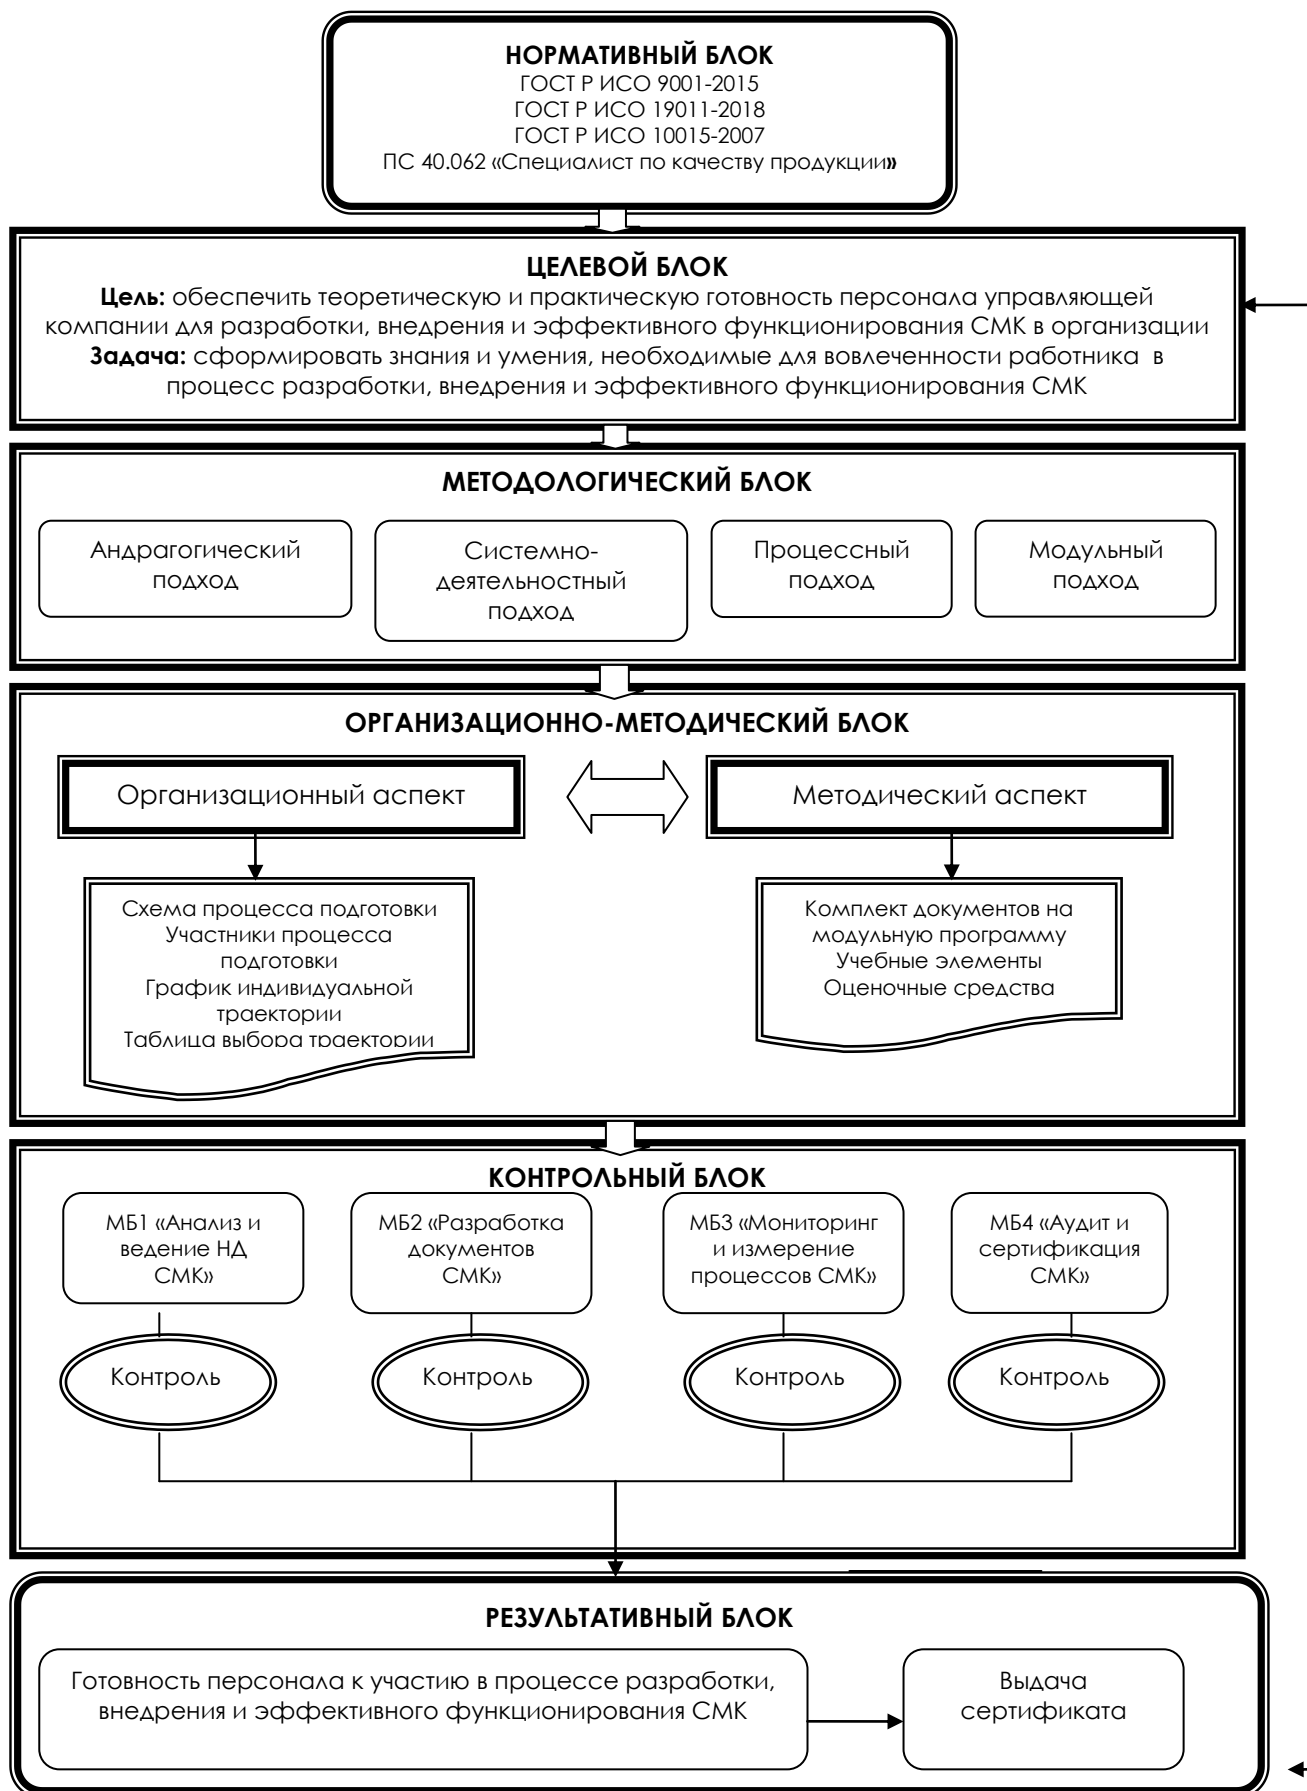 НОРМАТИВНЫЙ БЛОК
ГОСТ Р ИСО 9001-2015
ГОСТ Р ИСО 19011-2018
ГОСТ Р ИСО 10015-2007
ПС 40.062 «Специалист по качеству продукции»
ЦЕЛЕВОЙ БЛОК
Цель: обеспечить теоретическую и практическую готовность персонала управляющей
компании для разработки, внедрения и эффективного функционирования СМК в организации
Задача: сформировать знания и умения, необходимые для вовлеченности работника в
процесс разработки, внедрения и эффективного функционирования СМК
МЕТОДОЛОГИЧЕСКИЙ БЛОК
Андрагогический
подход
Системно-
деятельностный
подход
Процессный
подход
Модульный
подход
ОРГАНИЗАЦИОННО-МЕТОДИЧЕСКИЙ БЛОК
Организационный аспект
Методический аспект
Схема процесса подготовки
Участники процесса
подготовки
График индивидуальной
траектории
Таблица выбора траектории
Комплект документов на
модульную программу
Учебные элементы
Оценочные средства
КОНТРОЛЬНЫЙ БЛОК
МБ1 «Анализ и
ведение НД
СМК»
МБ2 «Разработка
документов
СМК»
МБ3 «Мониторинг
и измерение
процессов СМК»
МБ4 «Аудит и
сертификация
СМК»
Контроль
Контроль
Контроль
Контроль
РЕЗУЛЬТАТИВНЫЙ БЛОК
Готовность персонала к участию в процессе разработки,
внедрения и эффективного функционирования СМК
Выдача
сертификата